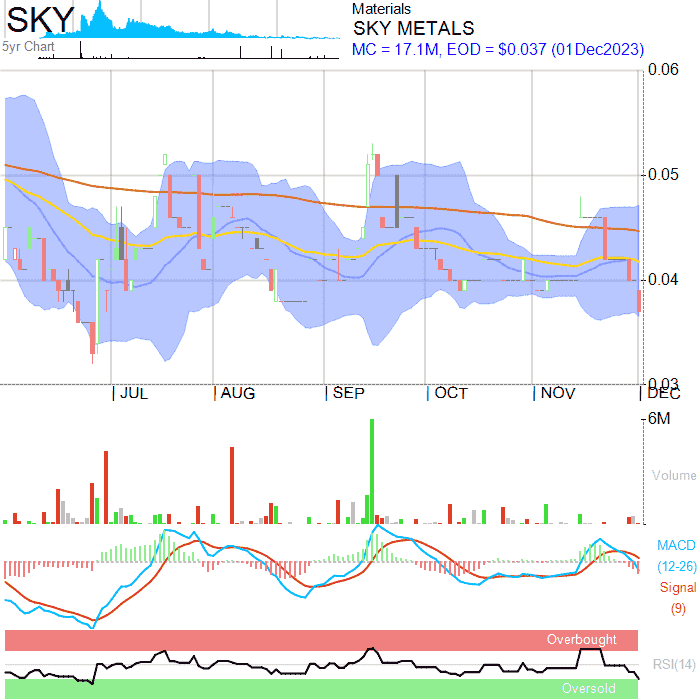 SKY
5yr Chart
Materials
SKY METALS
MC = 17.1M, EOD = $0.037 (01Dec2023)
0.06
0.05
0.04
0.03
JUL
AUG
SEP
OCT
NOV
DEC
6M
Volume
MACD
(12-26)
Signal
(9)
Overbought
RSI(14)
Oversold